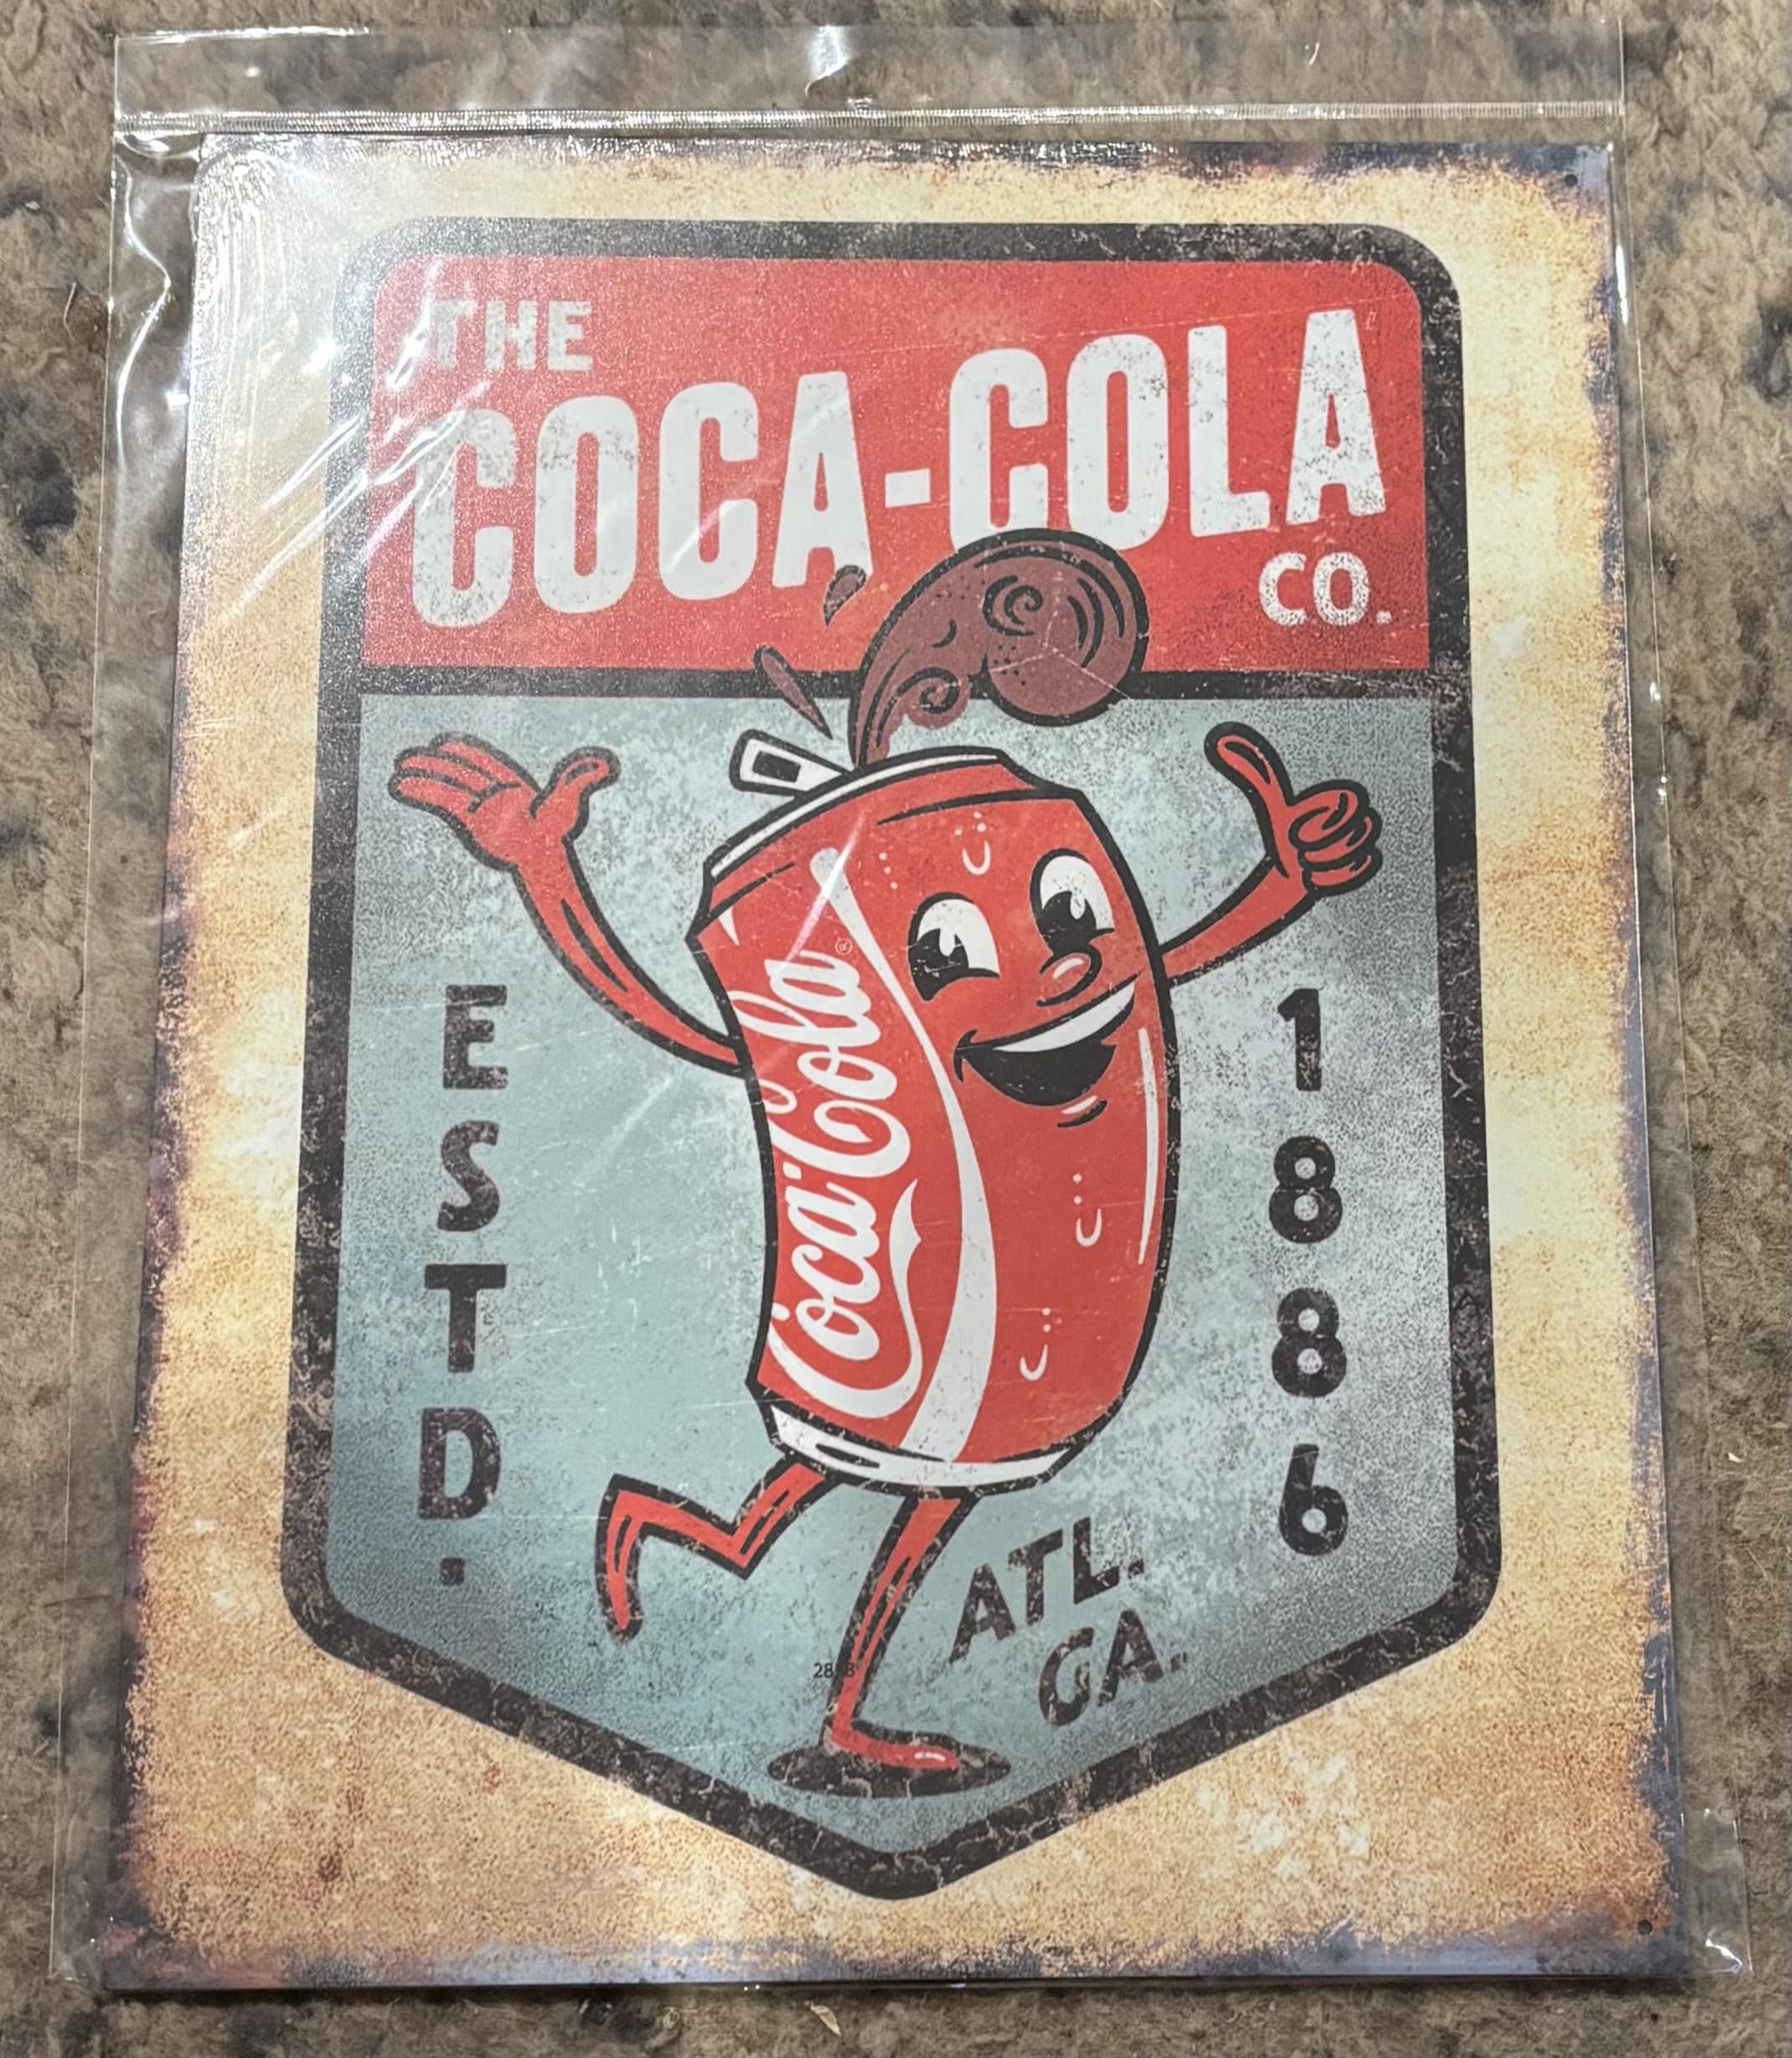 THE
COCA-COLA
CO.
Coca-Cola®
ESTD.
1886
ATL.
GA.